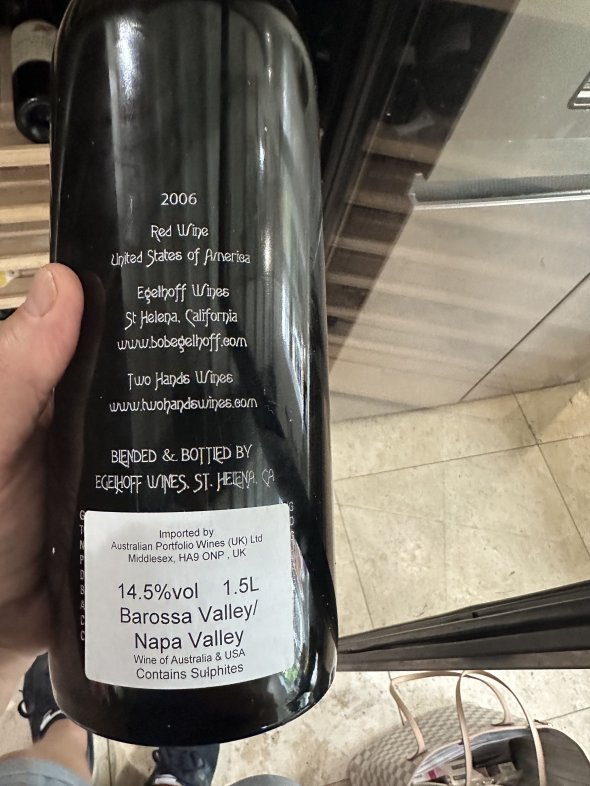 2006
Red Wine
United States of America
Egelhoff Wines
St Helena, California
www.bobegelhoff.com
Two Hands Wines
www.twohandswines.com
BLENDED & BOTTLED BY
EGELHOFF WINES, ST. HELENA, CA
Imported by
Australian Portfolio Wines (UK) Ltd
Middlesex, HA9 ONP , UK
14.5%vol 1.5L
Barossa Valley/
Napa Valley
Wine of Australia & USA
Contains Sulphites